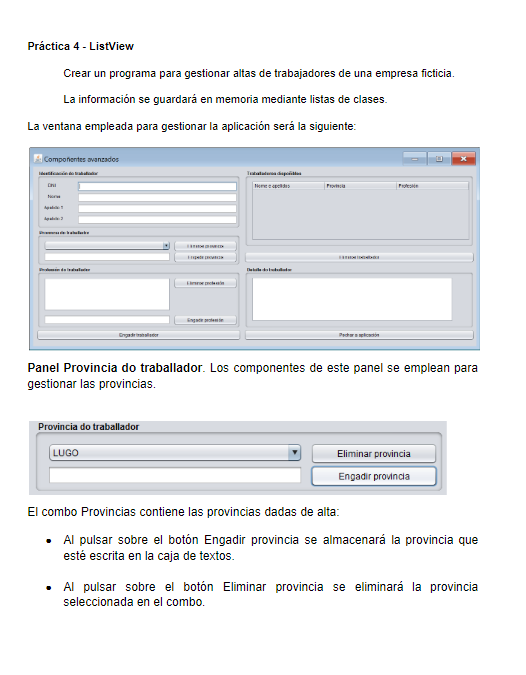 Práctica 4 - ListView
Crear un programa para gestionar altas de trabajadores de una empresa ficticia.
La información se guardará en memoria mediante listas de clases.
La ventana empleada para gestionar la aplicación será la siguiente:
Compoñentes avanzados
Identificación do traballador
Traballadores dispoñibles
DNI
Nome e apelidos Provincia Profesión
Nome
Apelido 1
Apelido 2
Provincia do traballador
Eliminar provincia
Engadir provincia
Eliminar traballador
Profesión do traballador
Detalle do traballador
Eliminar profesión
Engadir profesión
Engadir traballador
Pechar a aplicación
Panel Provincia do traballador. Los componentes de este panel se emplean para
gestionar las provincias.
Provincia do traballador
LUGO
Eliminar provincia
Engadir provincia
El combo Provincias contiene las provincias dadas de alta:
• Al pulsar sobre el botón Engadir provincia se almacenará la provincia que
esté escrita en la caja de textos.
• Al pulsar sobre el botón Eliminar provincia se eliminará la provincia
seleccionada en el combo.